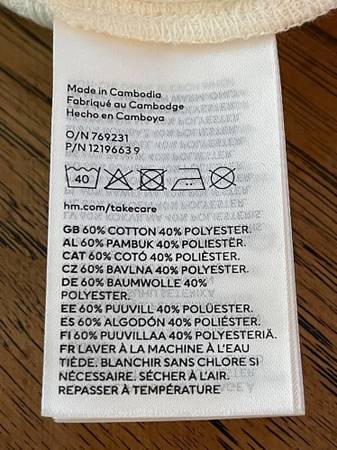 Made in Cambodia
Fabriqué au Cambodge
Hecho en Camboya
O/N 769231
P/N 1219663 9
40
hm.com/takecare
GB 60% COTTON 40% POLYESTER.
AL 60% PAMBUK 40% POLIESTËR.
CAT 60% COTÓ 40% POLIÈSTER.
CZ 60% BAVLNA 40% POLYESTER.
DE 60% BAUMWOLLE 40%
POLYESTER.
EE 60% PUUVILL 40% POLÜESTER.
ES 60% ALGODÓN 40% POLIÉSTER.
FI 60% PUUVILLAA 40% POLYESTERIÄ.
FR LAVER À LA MACHINE À L'EAU
TIÈDE. BLANCHIR SANS CHLORE SI
NÉCESSAIRE. SÉCHER À L'AIR.
REPASSER À TEMPÉRATURE